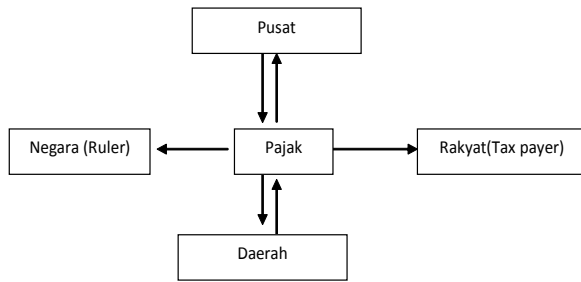 Pusat
Negara (Ruler)
Pajak
Rakyat(Tax payer)
Daerah